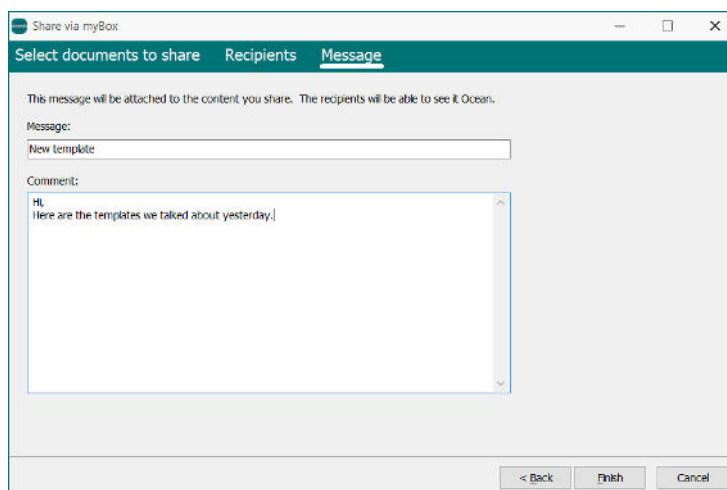 Share via myBox
Select documents to share Recipients Message
This message will be attached to the content you share. The recipients will be able to see it Ocean.
Message:
New template
Comment:
Hi,
Here are the templates we talked about yesterday.
< Back Finish Cancel